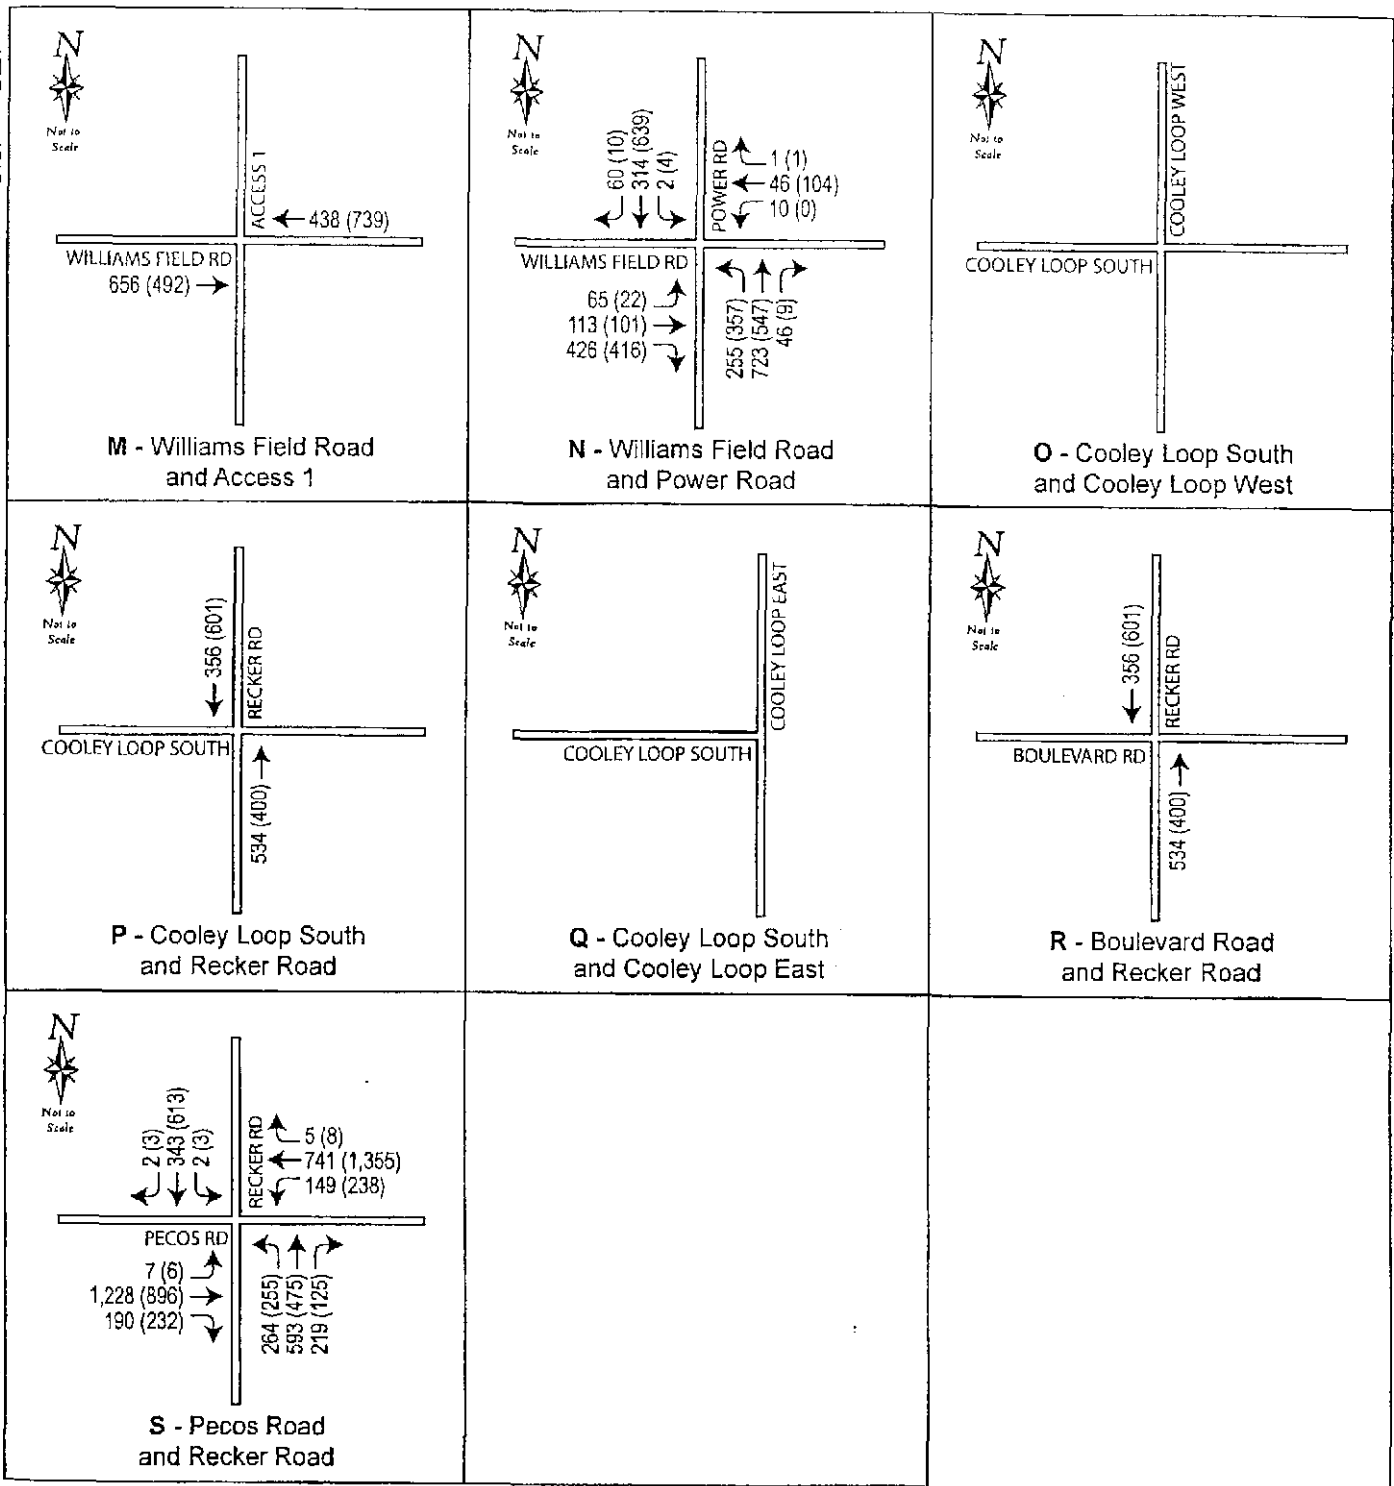 N
Not to
Scale
ACCESS 1
438 (739)
WILLIAMS FIELD RD
656 (492)
M - Williams Field Road
and Access 1
N
Not to
Scale
60 (10)
314 (639)
2 (4)
POWER RD
1 (1)
46 (104)
10 (0)
WILLIAMS FIELD RD
65 (22)
113 (101)
426 (416)
255 (357)
723 (547)
46 (9)
N - Williams Field Road
and Power Road
N
Not to
Scale
COOLEY LOOP WEST
COOLEY LOOP SOUTH
O - Cooley Loop South
and Cooley Loop West
N
Not to
Scale
356 (601)
RECKER RD
COOLEY LOOP SOUTH
534 (400)
P - Cooley Loop South
and Recker Road
N
Not to
Scale
COOLEY LOOP EAST
COOLEY LOOP SOUTH
Q - Cooley Loop South
and Cooley Loop East
N
Not to
Scale
356 (601)
RECKER RD
BOULEVARD RD
534 (400)
R - Boulevard Road
and Recker Road
N
Not to
Scale
2 (3)
343 (613)
2 (3)
RECKER RD
5 (8)
741 (1,355)
149 (238)
PECOS RD
7 (6)
1,228 (896)
190 (232)
264 (255)
593 (475)
219 (125)
S - Pecos Road
and Recker Road